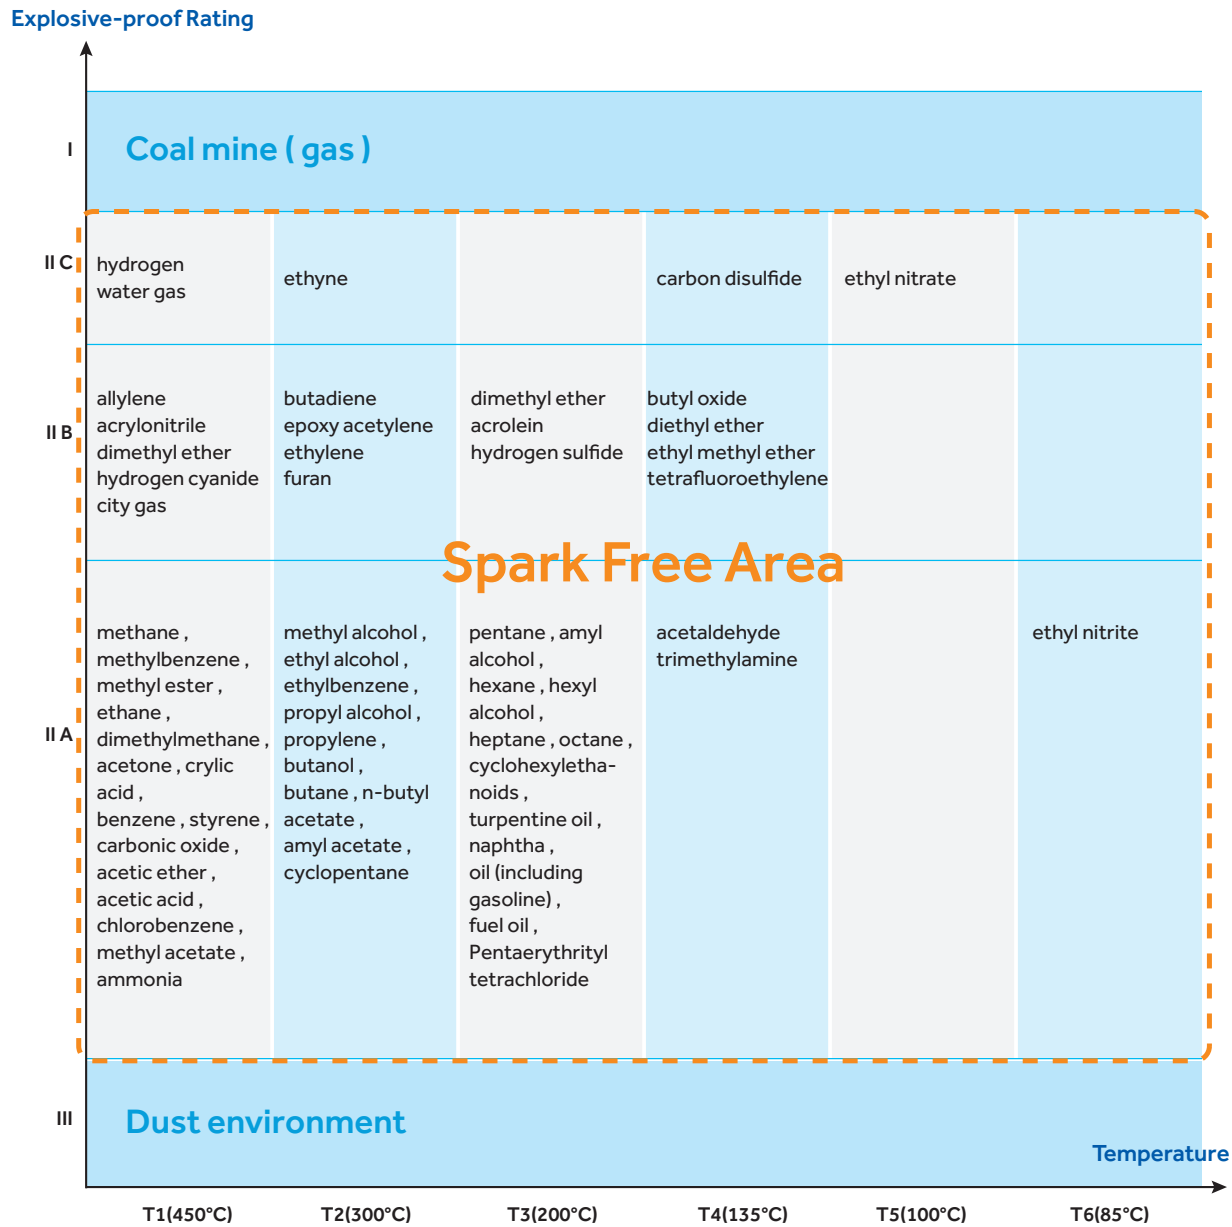 Explosive-proof Rating
I
Coal mine ( gas )
II C
hydrogen
water gas
ethyne
carbon disulfide
ethyl nitrate
II B
allylene
acrylonitrile
dimethyl ether
hydrogen cyanide
city gas
butadiene
epoxy acetylene
ethylene
furan
dimethyl ether
acrolein
hydrogen sulfide
butyl oxide
diethyl ether
ethyl methyl ether
tetrafluoroethylene
Spark Free Area
II A
methane ,
methylbenzene ,
methyl ester ,
ethane ,
dimethylmethane ,
acetone , crylic
acid ,
benzene , styrene ,
carbonic oxide ,
acetic ether ,
acetic acid ,
chlorobenzene ,
methyl acetate ,
ammonia
methyl alcohol ,
ethyl alcohol ,
ethylbenzene ,
propyl alcohol ,
propylene ,
butanol ,
butane , n-butyl
acetate ,
amyl acetate ,
cyclopentane
pentane , amyl
alcohol ,
hexane , hexyl
alcohol ,
heptane , octane ,
cyclohexyletha-
noids ,
turpentine oil ,
naphtha ,
oil (including
gasoline) ,
fuel oil ,
Pentaerythrityl
tetrachloride
acetaldehyde
trimethylamine
ethyl nitrite
III
Dust environment
Temperature
T1(450°C)
T2(300°C)
T3(200°C)
T4(135°C)
T5(100°C)
T6(85°C)